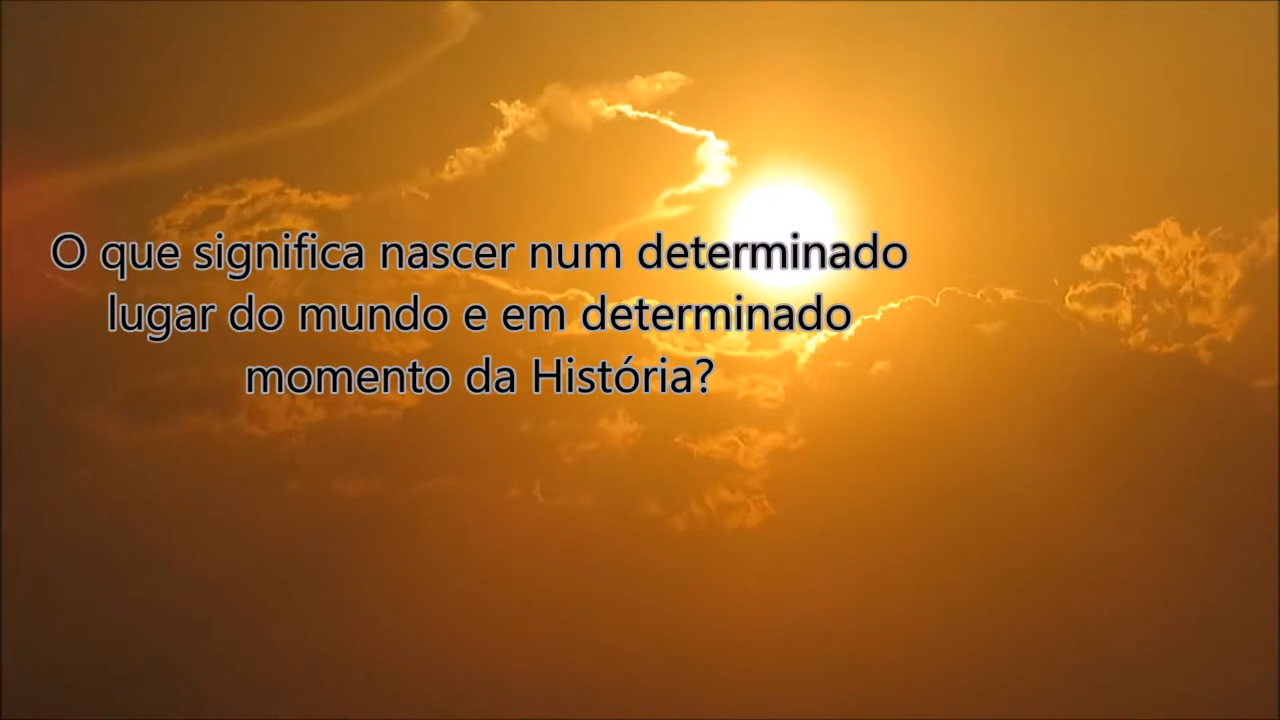 O que significa nascer num determinado
lugar do mundo e em determinado
momento da História?